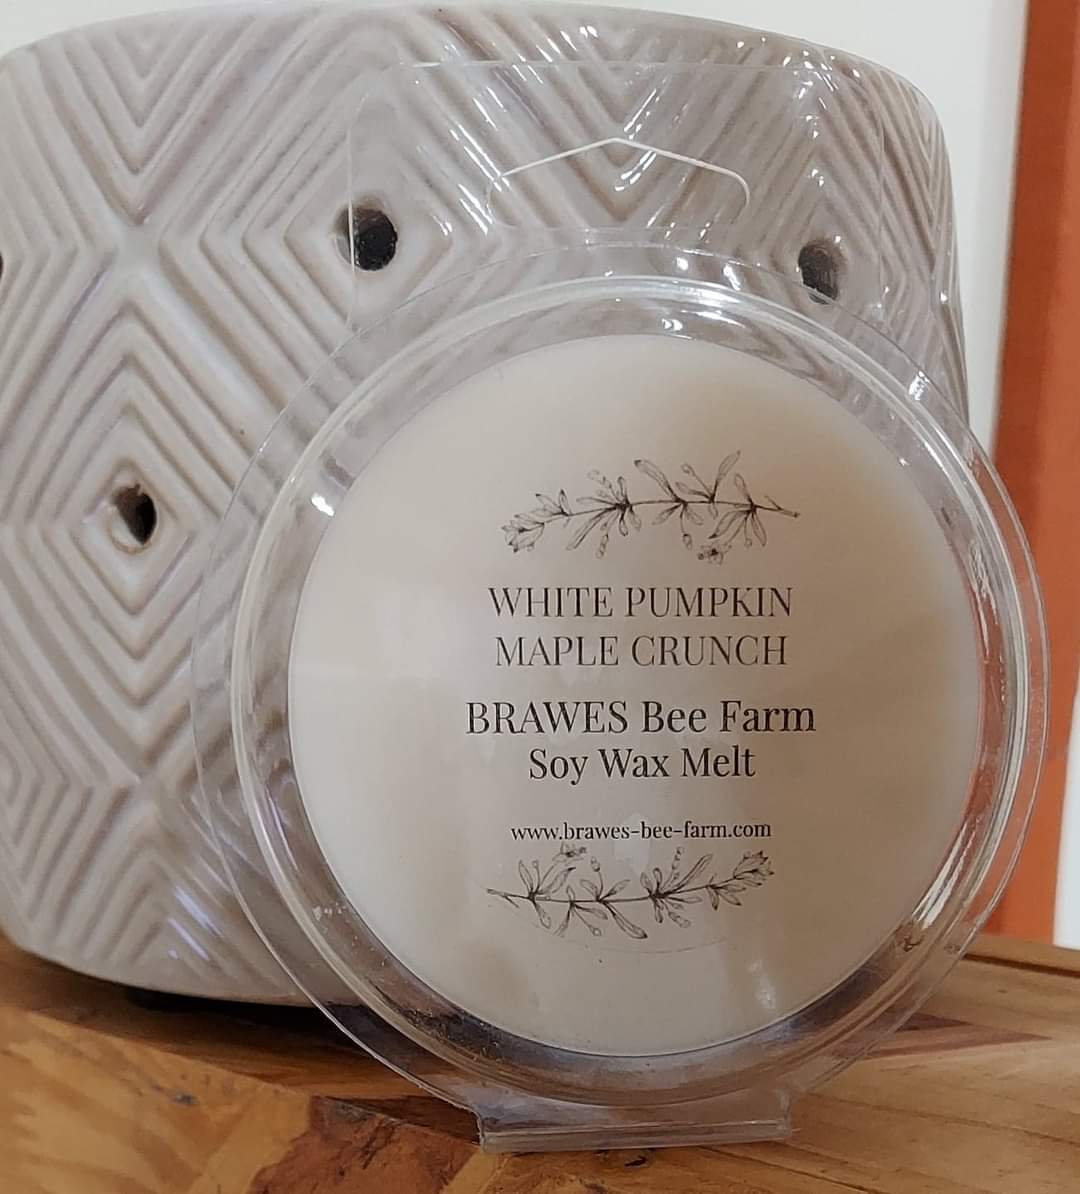 WHITE PUMPKIN
MAPLE CRUNCH
BRAWES Bee Farm
Soy Wax Melt
www.brawes-bee-farm.com